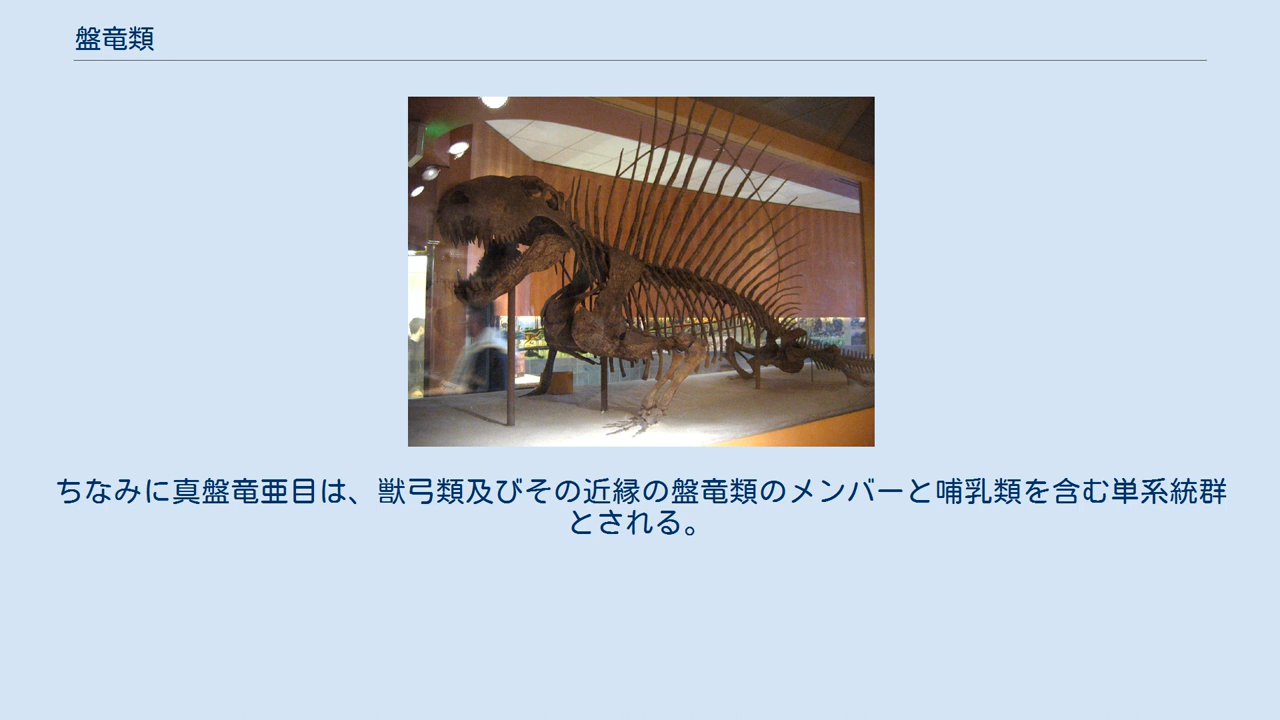 盤竜類
ちなみに真盤竜亜目は、獣弓類及びその近縁の盤竜類のメンバーと哺乳類を含む単系統群
とされる。